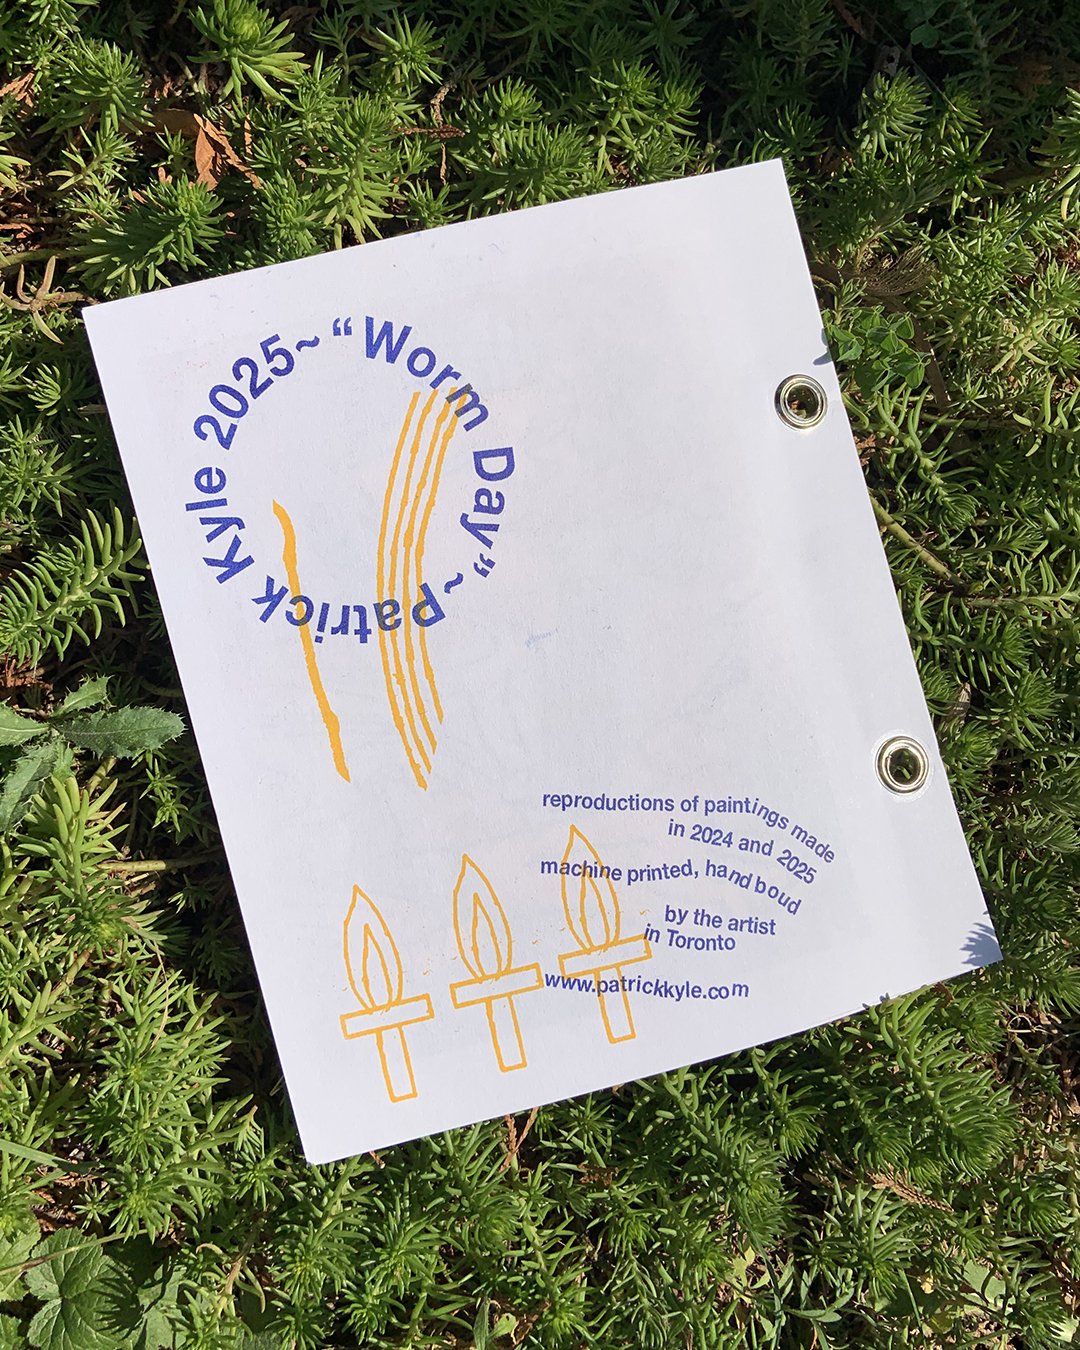 “Worm Day”~Patrick Kyle 2025~
reproductions of paintings made
in 2024 and 2025
machine printed, hand boud
by the artist
in Toronto
www.patrickkyle.com